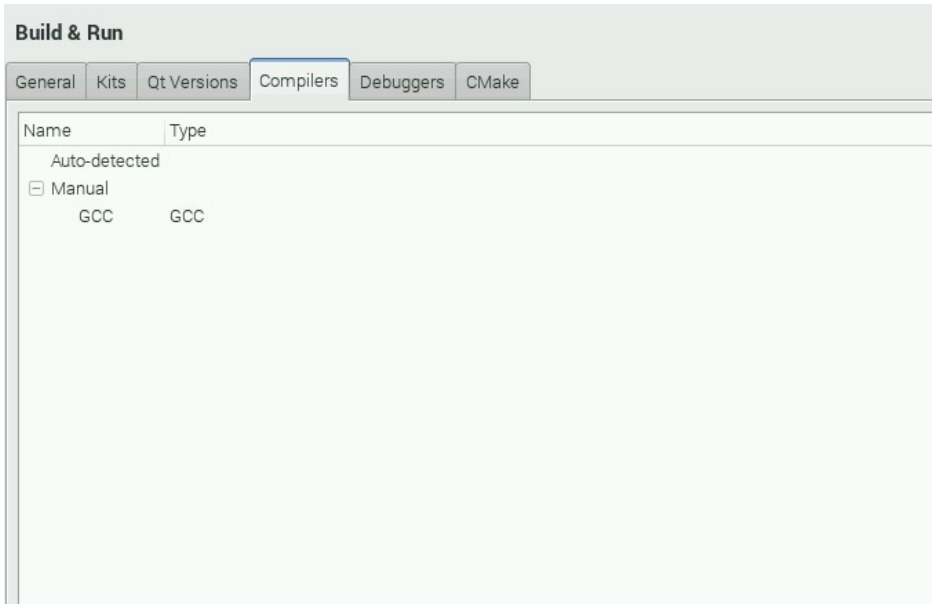 Build & Run
General Kits Qt Versions Compilers Debuggers CMake
Name Type
Auto-detected
Manual
GCC GCC